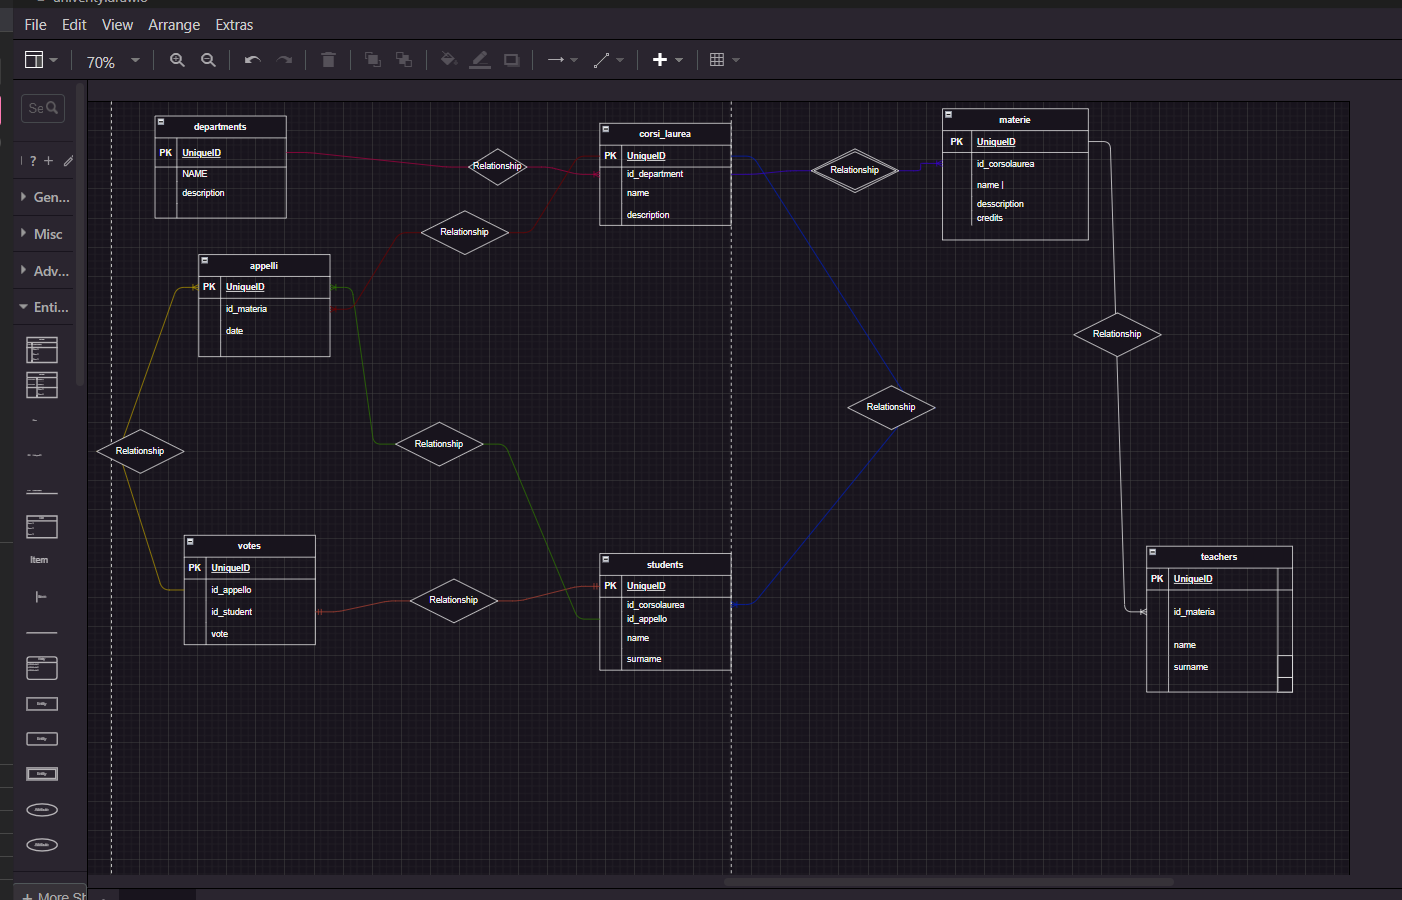 File Edit View Arrange Extras
70%
Se
Gen...
Misc
Adv...
Enti...
Item
departments
PK UniqueID
NAME
description
Relationship
corsi_laurea
PK UniqueID
id_department
name
description
Relationship
materie
PK UniqueID
id_corsolaurea
name |
desscription
credits
Relationship
appelli
PK UniqueID
id_materia
date
Relationship
Relationship
Relationship
Relationship
votes
PK UniqueID
id_appello
id_student
vote
Relationship
students
PK UniqueID
id_corsolaurea
id_appello
name
surname
teachers
PK UniqueID
id_materia
name
surname